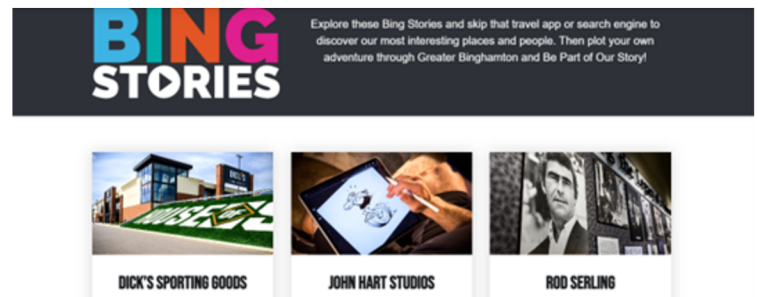 BING
STORIES
Explore these Bing Stories and skip that travel app or search engine to
discover our most interesting places and people. Then plot your own
adventure through Greater Binghamton and Be Part of Our Story!
DICK'S
HOUSE OF
DICK'S SPORTING GOODS
JOHN HART STUDIOS
ROD SERLING